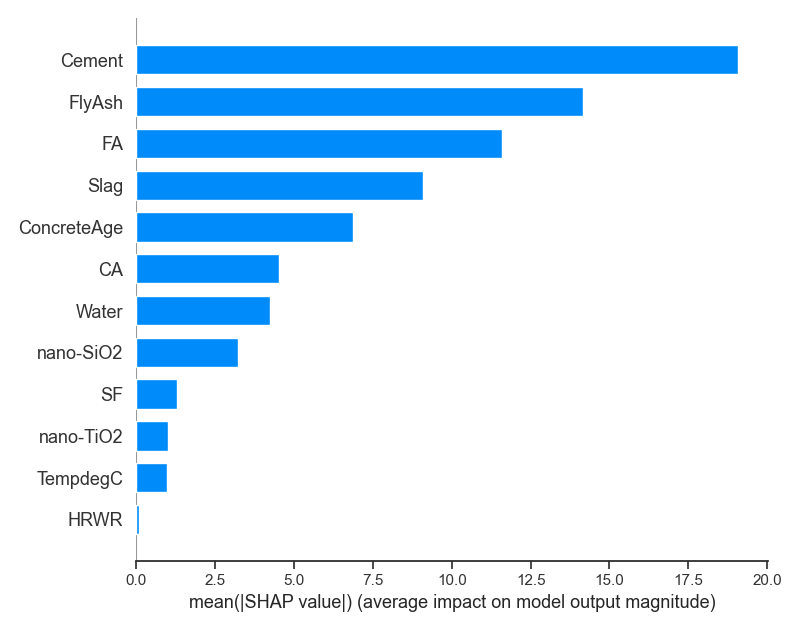 Cement
FlyAsh
FA
Slag
ConcreteAge
CA
Water
nano-SiO2
SF
nano-TiO2
TempdegC
HRWR
0.0 2.5 5.0 7.5 10.0 12.5 15.0 17.5 20.0
mean(|SHAP value|) (average impact on model output magnitude)